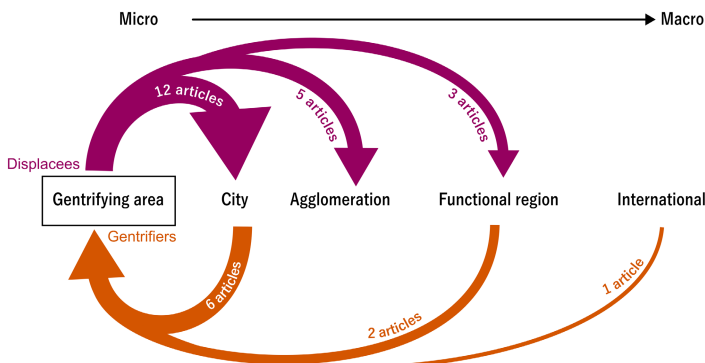 Micro
Macro
12 articles
5 articles
3 articles
Displacees
Gentrifying area
City
Agglomeration
Functional region
International
Gentrifiers
6 articles
2 articles
1 article